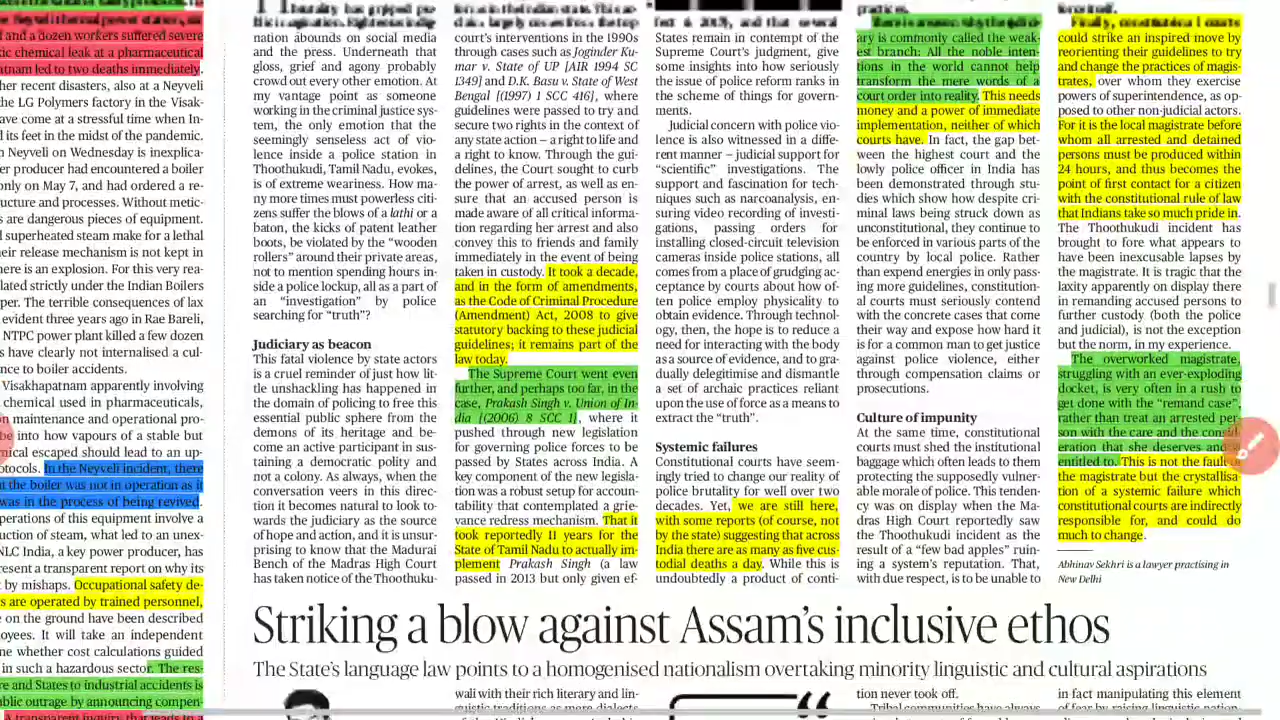 l and a dozen workers suffered severe
ic chemical leak at a pharmaceutical
atnam led to two deaths immediately.
her recent disasters, also at a Neyveli
he LG Polymers factory in the Visak-
ave come at a stressful time when In-
d its feet in the midst of the pandemic.
n Neyveli on Wednesday is inexplica-
er producer had encountered a boiler
only on May 7, and had ordered a re-
ucture and processes. Without metic-
s are dangerous pieces of equipment.
d superheated steam make for a lethal
eir release mechanism is not kept in
here is an explosion. For this very rea-
lated strictly under the Indian Boilers
per. The terrible consequences of lax
evident three years ago in Rae Bareli,
NTPC power plant killed a few dozen
s have clearly not internalised a cul-
nce to boiler accidents.
Visakhapatnam apparently involving
chemical used in pharmaceuticals,
n maintenance and operational pro-
be into how vapours of a stable but
mical escaped should lead to an up-
otocols. In the Neyveli incident, there
at the boiler was not in operation as it
was in the process of being revived.
perations of this equipment involve a
uction of steam, what led to an unex-
NLC India, a key power producer, has
resent a transparent report on why its
t by mishaps. Occupational safety de-
rs are operated by trained personnel,
e on the ground have been described
oyees. It will take an independent
ne whether cost calculations guided
in such a hazardous sector. The res-
re and States to industrial accidents is
blic outrage by announcing compen-
A transparent inquiry that leads to a
nation abounds on social media
and the press. Underneath that
gloss, grief and agony probably
crowd out every other emotion. At
my vantage point as someone
working in the criminal justice sys-
tem, the only emotion that the
seemingly senseless act of vio-
lence inside a police station in
Thoothukudi, Tamil Nadu, evokes,
is of extreme weariness. How ma-
ny more times must powerless citi-
zens suffer the blows of a lathi or a
baton, the kicks of patent leather
boots, be violated by the “wooden
rollers” around their private areas,
not to mention spending hours in-
side a police lockup, all as a part of
an “investigation” by police
searching for “truth”?
Judiciary as beacon
This fatal violence by state actors
is a cruel reminder of just how lit-
tle unshackling has happened in
the domain of policing to free this
essential public sphere from the
demons of its heritage and be-
come an active participant in sus-
taining a democratic polity and
not a colony. As always, when the
conversation veers in this direc-
tion it becomes natural to look to-
wards the judiciary as the source
of hope and action, and it is unsur-
prising to know that the Madurai
Bench of the Madras High Court
has taken notice of the Thoothuku-
court’s interventions in the 1990s
through cases such as Joginder Ku-
mar v. State of UP [AIR 1994 SC
1349] and D.K. Basu v. State of West
Bengal [(1997) 1 SCC 416], where
guidelines were passed to try and
secure two rights in the context of
any state action – a right to life and
a right to know. Through the gui-
delines, the Court sought to curb
the power of arrest, as well as en-
sure that an accused person is
made aware of all critical informa-
tion regarding her arrest and also
convey this to friends and family
immediately in the event of being
taken in custody. It took a decade,
and in the form of amendments,
as the Code of Criminal Procedure
(Amendment) Act, 2008 to give
statutory backing to these judicial
guidelines; it remains part of the
law today.
The Supreme Court went even
further, and perhaps too far, in the
case, Prakash Singh v. Union of In-
dia [(2006) 8 SCC 1], where it
pushed through new legislation
for governing police forces to be
passed by States across India. A
key component of the new legisla-
tion was a robust setup for accoun-
tability that contemplated a grie-
vance redress mechanism. That it
took reportedly 11 years for the
State of Tamil Nadu to actually im-
plement Prakash Singh (a law
passed in 2013 but only given ef-
fect in 2018), and that several
States remain in contempt of the
Supreme Court’s judgment, give
some insights into how seriously
the issue of police reform ranks in
the scheme of things for govern-
ments.
Judicial concern with police vio-
lence is also witnessed in a diffe-
rent manner – judicial support for
“scientific” investigations. The
support and fascination for tech-
niques such as narcoanalysis, en-
suring video recording of investi-
gations, passing orders for
installing closed-circuit television
cameras inside police stations, all
comes from a place of grudging ac-
ceptance by courts about how of-
ten police employ physicality to
obtain evidence. Through technol-
ogy, then, the hope is to reduce a
need for interacting with the body
as a source of evidence, and to gra-
dually delegitimise and dismantle
a set of archaic practices reliant
upon the use of force as a means to
extract the “truth”.
Systemic failures
Constitutional courts have seem-
ingly tried to change our reality of
police brutality for well over two
decades. Yet, we are still here,
with some reports (of course, not
by the state) suggesting that across
India there are as many as five cus-
todial deaths a day. While this is
undoubtedly a product of conti-
practices.
There is a reason why the judici-
ary is commonly called the weak-
est branch: All the noble inten-
tions in the world cannot help
transform the mere words of a
court order into reality. This needs
money and a power of immediate
implementation, neither of which
courts have. In fact, the gap bet-
ween the highest court and the
lowly police officer in India has
been demonstrated through stu-
dies which show how despite cri-
minal laws being struck down as
unconstitutional, they continue to
be enforced in various parts of the
country by local police. Rather
than expend energies in only pass-
ing more guidelines, constitution-
al courts must seriously contend
with the concrete cases that come
their way and expose how hard it
is for a common man to get justice
against police violence, either
through compensation claims or
prosecutions.
Culture of impunity
At the same time, constitutional
courts must shed the institutional
baggage which often leads to them
protecting the supposedly vulner-
able morale of police. This tenden-
cy was on display when the Ma-
dras High Court reportedly saw
the Thoothukudi incident as the
result of a “few bad apples” ruin-
ing a system’s reputation. That,
with due respect, is to be unable to
Finally, constitutional courts
could strike an inspired move by
reorienting their guidelines to try
and change the practices of magis-
trates, over whom they exercise
powers of superintendence, as op-
posed to other non-judicial actors.
For it is the local magistrate before
whom all arrested and detained
persons must be produced within
24 hours, and thus becomes the
point of first contact for a citizen
with the constitutional rule of law
that Indians take so much pride in.
The Thoothukudi incident has
brought to fore what appears to
have been inexcusable lapses by
the magistrate. It is tragic that the
laxity apparently on display there
in remanding accused persons to
further custody (both the police
and judicial), is not the exception
but the norm, in my experience.
The overworked magistrate,
struggling with an ever-exploding
docket, is very often in a rush to
get done with the “remand case”,
rather than treat an arrested per-
son with the care and the consid-
eration that she deserves and is
entitled to. This is not the fault of
the magistrate but the crystallisa-
tion of a systemic failure which
constitutional courts are indirectly
responsible for, and could do
much to change.
Abhinav Sekhri is a lawyer practising in
New Delhi
Striking a blow against Assam’s inclusive ethos
The State’s language law points to a homogenised nationalism overtaking minority linguistic and cultural aspirations
wali with their rich literary and lin-
guistic traditions as mere dialects
“
tion never took off.
Tribal communities have always
in fact manipulating this element
of fear by raising